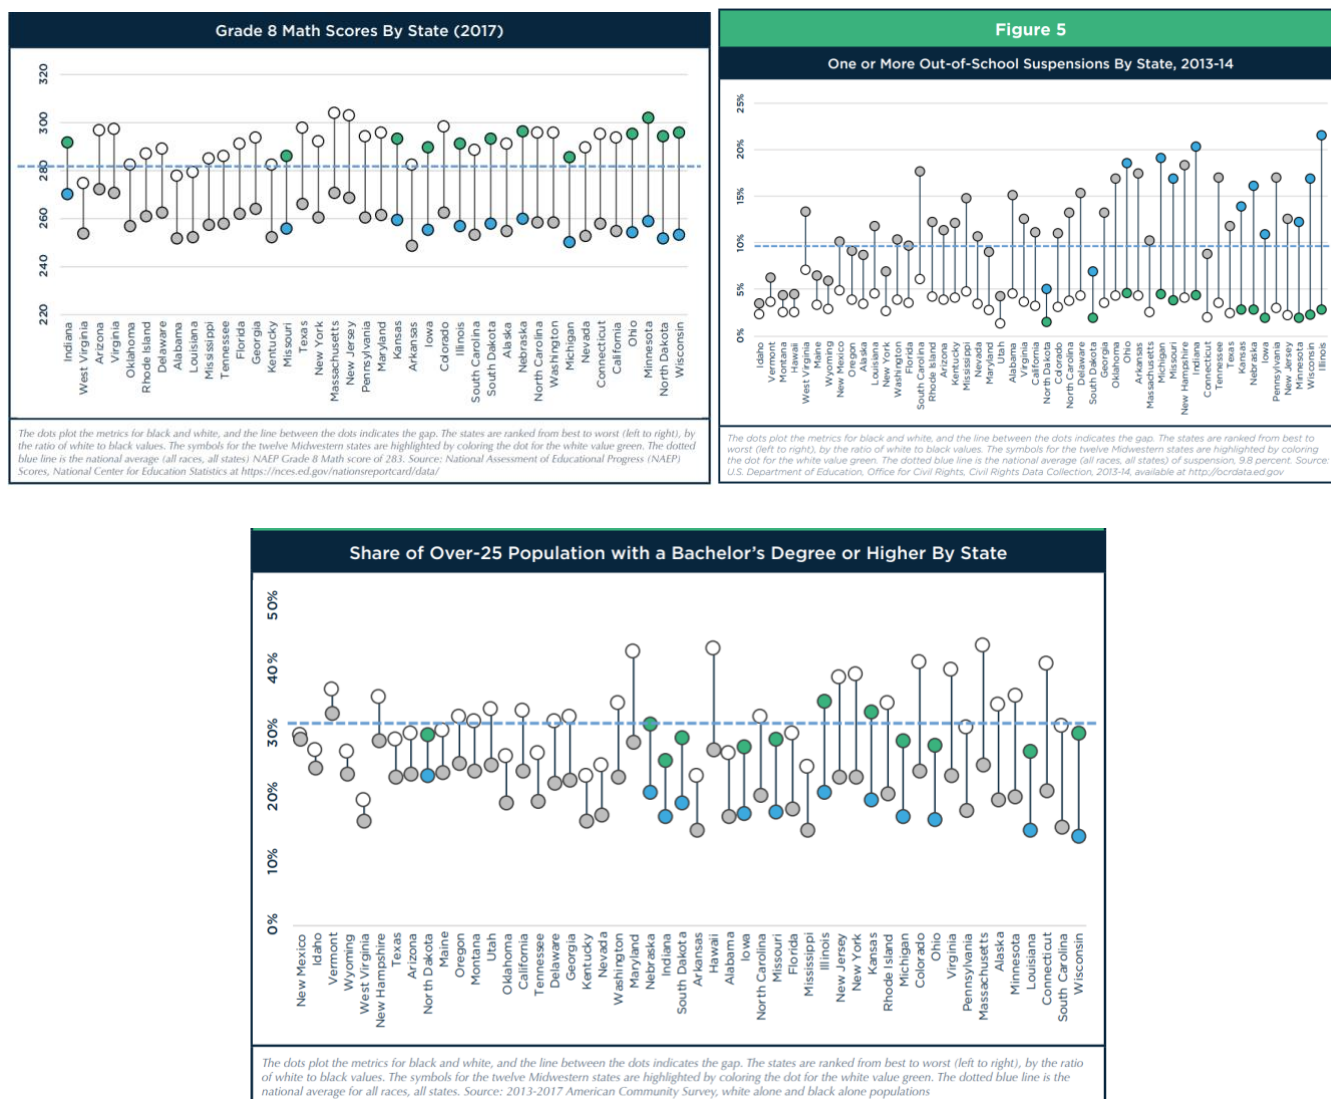 Grade 8 Math Scores By State (2017)
320
300
280
260
240
220
Indiana
West Virginia
Arizona
Virginia
Oklahoma
Rhode Island
Delaware
Alabama
Louisiana
Mississippi
Tennessee
Florida
Georgia
Kentucky
Missouri
Texas
New York
Massachusetts
New Jersey
Pennsylvania
Maryland
Kansas
Arkansas
Iowa
Colorado
Illinois
South Carolina
South Dakota
Alaska
Nebraska
North Carolina
Washington
Michigan
Nevada
Connecticut
California
Ohio
Minnesota
North Dakota
Wisconsin
The dots plot the metrics for black and white, and the line between the dots indicates the gap. The states are ranked from best to worst (left to right), by
the ratio of white to black values. The symbols for the twelve Midwestern states are highlighted by coloring the dot for the white value green. The dotted
blue line is the national average (all races, all states) NAEP Grade 8 Math score of 283. Source: National Assessment of Educational Progress (NAEP)
Scores, National Center for Education Statistics at https://nces.ed.gov/nationsreportcard/data/
Figure 5
One or More Out-of-School Suspensions By State, 2013-14
25%
20%
15%
10%
5%
0%
Idaho
Vermont
Montana
Hawaii
West Virginia
Maine
Wyoming
New Mexico
Oregon
Alaska
Louisiana
New York
Washington
Florida
South Carolina
Rhode Island
Arizona
Kentucky
Mississippi
Nevada
Maryland
Utah
Alabama
Virginia
California
North Dakota
Colorado
North Carolina
Delaware
South Dakota
Georgia
Oklahoma
Ohio
Arkansas
Massachusetts
Michigan
Missouri
New Hampshire
Indiana
Connecticut
Tennessee
Texas
Kansas
Nebraska
Iowa
Pennsylvania
New Jersey
Minnesota
Wisconsin
Illinois
The dots plot the metrics for black and white, and the line between the dots indicates the gap. The states are ranked from best to
worst (left to right), by the ratio of white to black values. The symbols for the twelve Midwestern states are highlighted by coloring
the dot for the white value green. The dotted blue line is the national average (all races, all states) of suspension, 9.8 percent. Source:
U.S. Department of Education, Office for Civil Rights, Civil Rights Data Collection, 2013-14, available at http://ocrdata.ed.gov
Share of Over-25 Population with a Bachelor's Degree or Higher By State
50%
40%
30%
20%
10%
0%
New Mexico
Idaho
Vermont
Wyoming
West Virginia
New Hampshire
Texas
Arizona
North Dakota
Maine
Oregon
Montana
Utah
Oklahoma
California
Tennessee
Delaware
Georgia
Kentucky
Nevada
Washington
Maryland
Nebraska
Indiana
South Dakota
Arkansas
Hawaii
Alabama
Iowa
North Carolina
Missouri
Florida
Mississippi
Illinois
New Jersey
New York
Kansas
Rhode Island
Michigan
Colorado
Ohio
Virginia
Pennsylvania
Massachusetts
Alaska
Minnesota
Louisiana
Connecticut
South Carolina
Wisconsin
The dots plot the metrics for black and white, and the line between the dots indicates the gap. The states are ranked from best to worst (left to right), by the ratio
of white to black values. The symbols for the twelve Midwestern states are highlighted by coloring the dot for the white value green. The dotted blue line is the
national average for all races, all states. Source: 2013-2017 American Community Survey, white alone and black alone populations